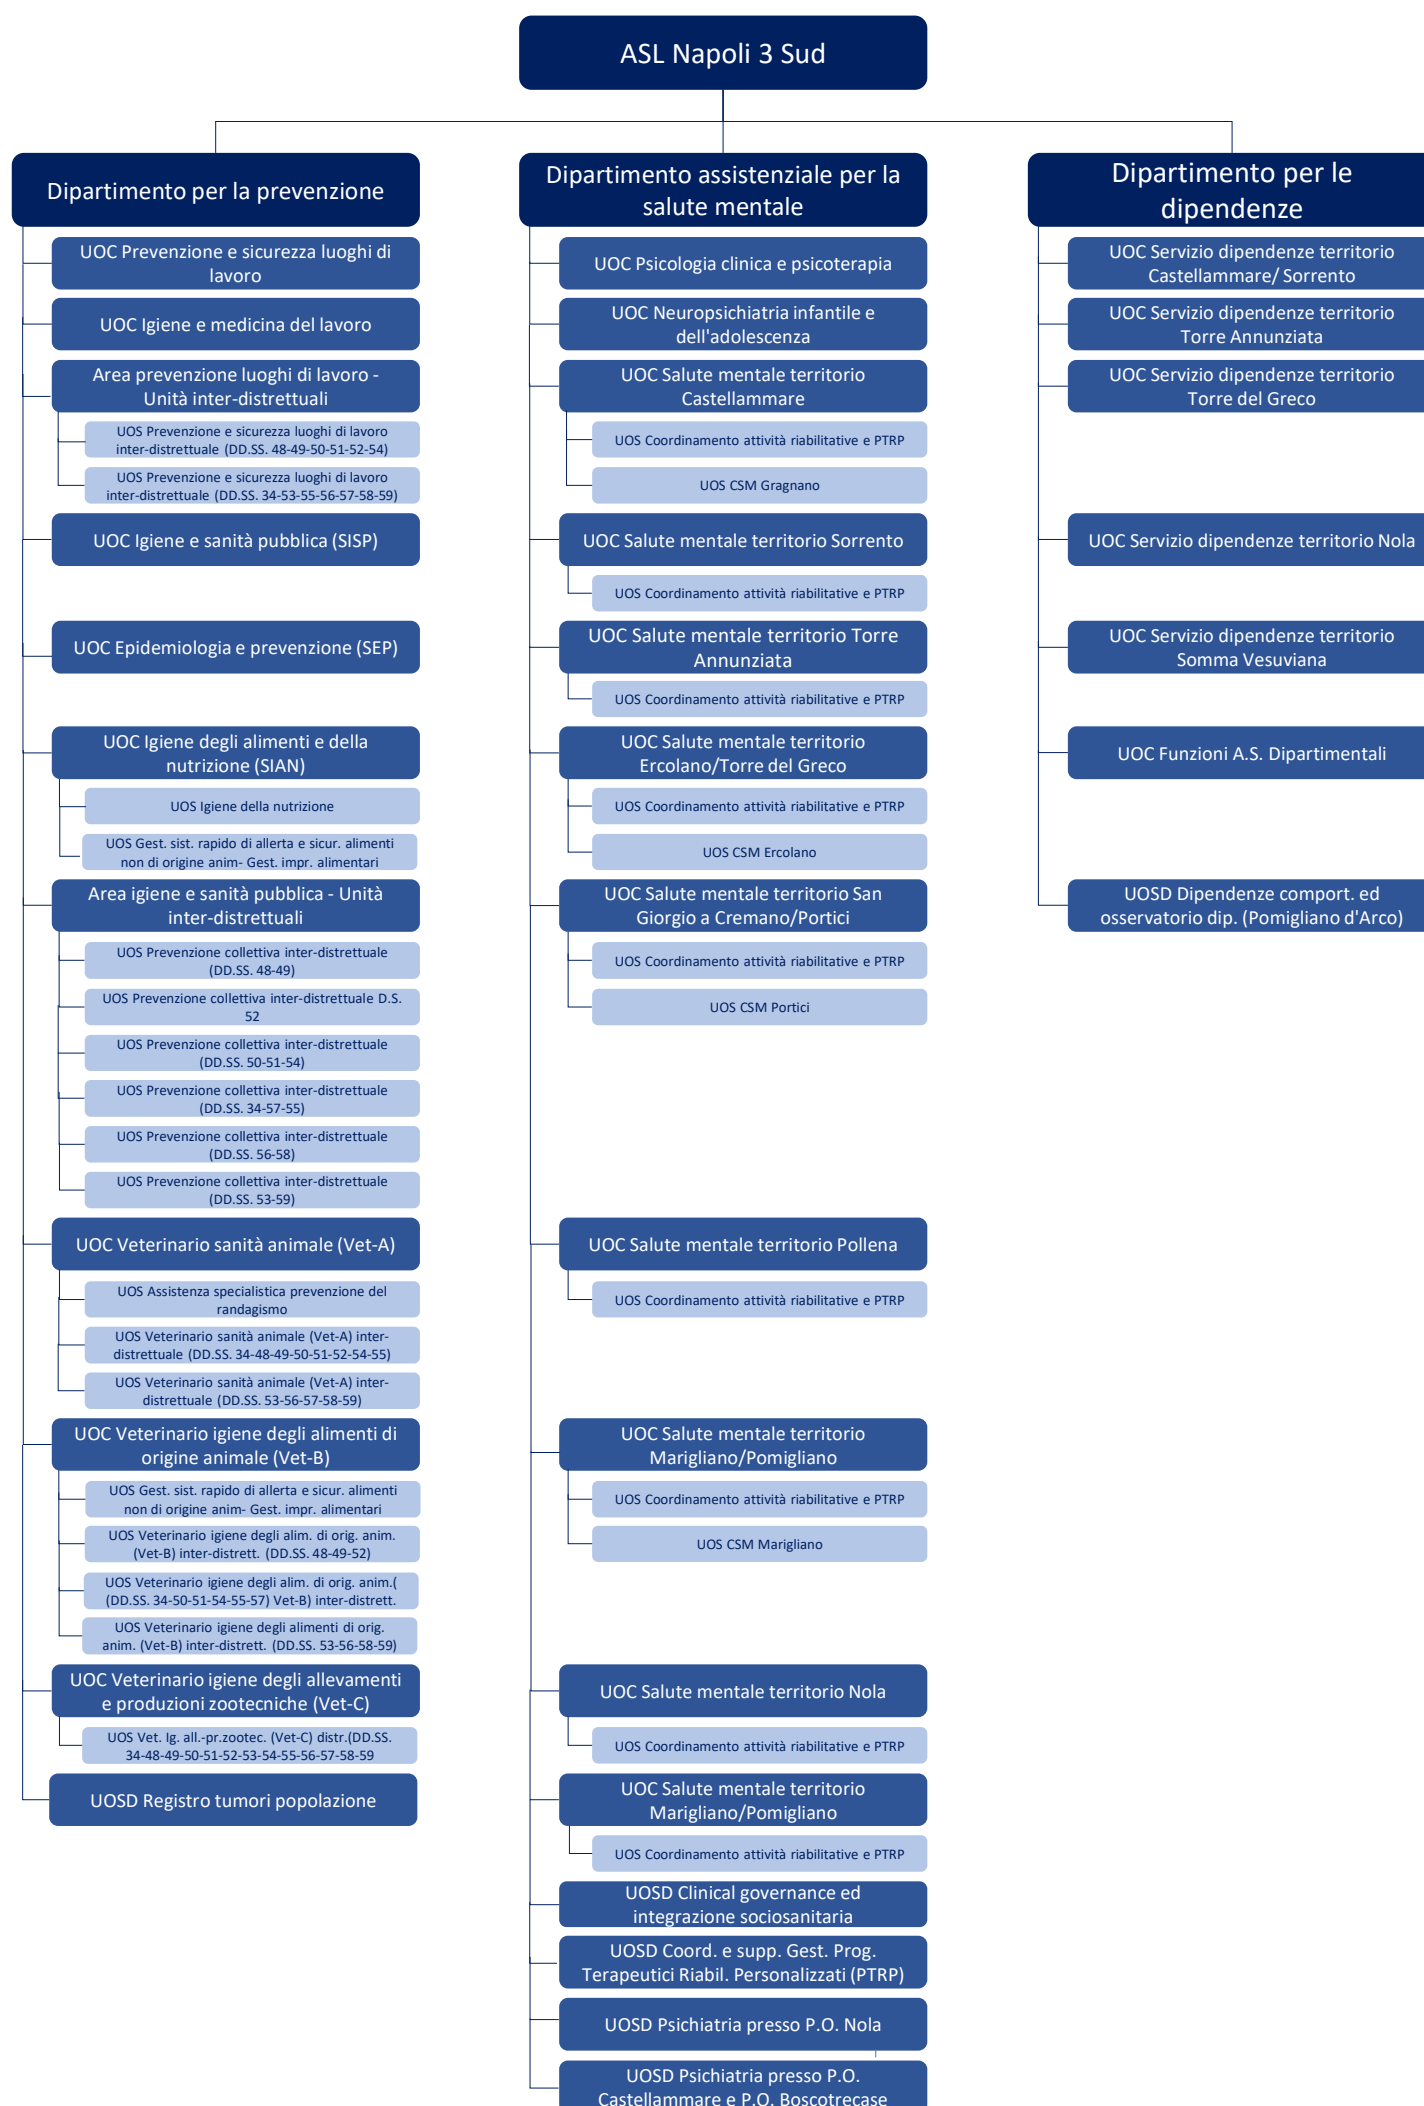 ASL Napoli 3 Sud
Dipartimento per la prevenzione
UOC Prevenzione e sicurezza luoghi di
lavoro
UOC Igiene e medicina del lavoro
Area prevenzione luoghi di lavoro -
Unità inter-distrettuali
UOS Prevenzione e sicurezza luoghi di lavoro
inter-distrettuale (DD.SS. 48-49-50-51-52-54)
UOS Prevenzione e sicurezza luoghi di lavoro
inter-distrettuale (DD.SS. 34-53-55-56-57-58-59)
UOC Igiene e sanità pubblica (SISP)
UOC Epidemiologia e prevenzione (SEP)
UOC Igiene degli alimenti e della
nutrizione (SIAN)
UOS Igiene della nutrizione
UOS Gest. sist. rapido di allerta e sicur. alimenti
non di origine anim- Gest. impr. alimentari
Area igiene e sanità pubblica - Unità
inter-distrettuali
UOS Prevenzione collettiva inter-distrettuale
(DD.SS. 48-49)
UOS Prevenzione collettiva inter-distrettuale D.S.
52
UOS Prevenzione collettiva inter-distrettuale
(DD.SS. 50-51-54)
UOS Prevenzione collettiva inter-distrettuale
(DD.SS. 34-57-55)
UOS Prevenzione collettiva inter-distrettuale
(DD.SS. 56-58)
UOS Prevenzione collettiva inter-distrettuale
(DD.SS. 53-59)
UOC Veterinario sanità animale (Vet-A)
UOS Assistenza specialistica prevenzione del
randagismo
UOS Veterinario sanità animale (Vet-A) inter-
distrettuale (DD.SS. 34-48-49-50-51-52-54-55)
UOS Veterinario sanità animale (Vet-A) inter-
distrettuale (DD.SS. 53-56-57-58-59)
UOC Veterinario igiene degli alimenti di
origine animale (Vet-B)
UOS Gest. sist. rapido di allerta e sicur. alimenti
non di origine anim- Gest. impr. alimentari
UOS Veterinario igiene degli alim. di orig. anim.
(Vet-B) inter-distrett. (DD.SS. 48-49-52)
UOS Veterinario igiene degli alim. di orig. anim.(
(DD.SS. 34-50-51-54-55-57) Vet-B) inter-distrett.
UOS Veterinario igiene degli alimenti di orig.
anim. (Vet-B) inter-distrett. (DD.SS. 53-56-58-59)
UOC Veterinario igiene degli allevamenti
e produzioni zootecniche (Vet-C)
UOS Vet. Ig. all.-pr.zootec. (Vet-C) distr.(DD.SS.
34-48-49-50-51-52-53-54-55-56-57-58-59
UOSD Registro tumori popolazione
Dipartimento assistenziale per la
salute mentale
UOC Psicologia clinica e psicoterapia
UOC Neuropsichiatria infantile e
dell'adolescenza
UOC Salute mentale territorio
Castellammare
UOS Coordinamento attività riabilitative e PTRP
UOS CSM Gragnano
UOC Salute mentale territorio Sorrento
UOS Coordinamento attività riabilitative e PTRP
UOC Salute mentale territorio Torre
Annunziata
UOS Coordinamento attività riabilitative e PTRP
UOC Salute mentale territorio
Ercolano/Torre del Greco
UOS Coordinamento attività riabilitative e PTRP
UOS CSM Ercolano
UOC Salute mentale territorio San
Giorgio a Cremano/Portici
UOS Coordinamento attività riabilitative e PTRP
UOS CSM Portici
UOC Salute mentale territorio Pollena
UOS Coordinamento attività riabilitative e PTRP
UOC Salute mentale territorio
Marigliano/Pomigliano
UOS Coordinamento attività riabilitative e PTRP
UOS CSM Marigliano
UOC Salute mentale territorio Nola
UOS Coordinamento attività riabilitative e PTRP
UOC Salute mentale territorio
Marigliano/Pomigliano
UOS Coordinamento attività riabilitative e PTRP
UOSD Clinical governance ed
integrazione sociosanitaria
UOSD Coord. e supp. Gest. Prog.
Terapeutici Riabil. Personalizzati (PTRP)
UOSD Psichiatria presso P.O. Nola
UOSD Psichiatria presso P.O.
Castellammare e P.O. Boscotrecase
Dipartimento per le
dipendenze
UOC Servizio dipendenze territorio
Castellammare/ Sorrento
UOC Servizio dipendenze territorio
Torre Annunziata
UOC Servizio dipendenze territorio
Torre del Greco
UOC Servizio dipendenze territorio Nola
UOC Servizio dipendenze territorio
Somma Vesuviana
UOC Funzioni A.S. Dipartimentali
UOSD Dipendenze comport. ed
osservatorio dip. (Pomigliano d'Arco)